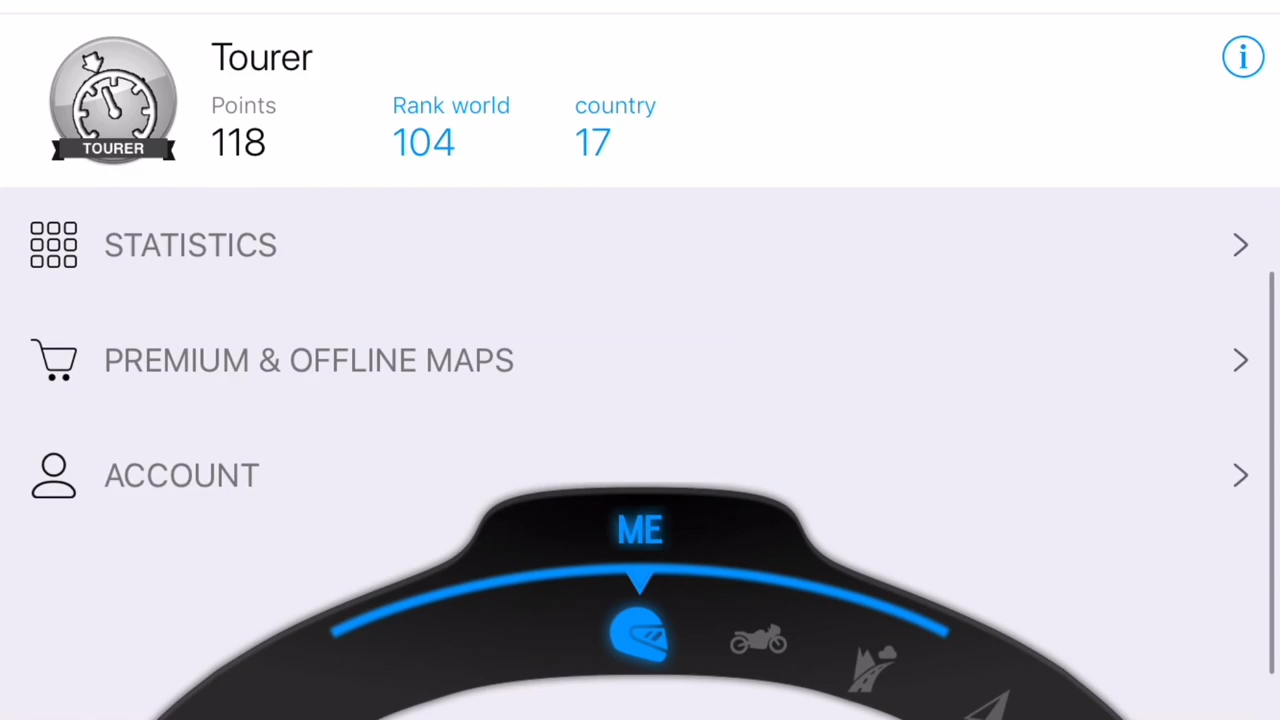 Tourer
Points
Rank world
country
118
104
17
TOURER
i
STATISTICS
PREMIUM & OFFLINE MAPS
ACCOUNT
ME